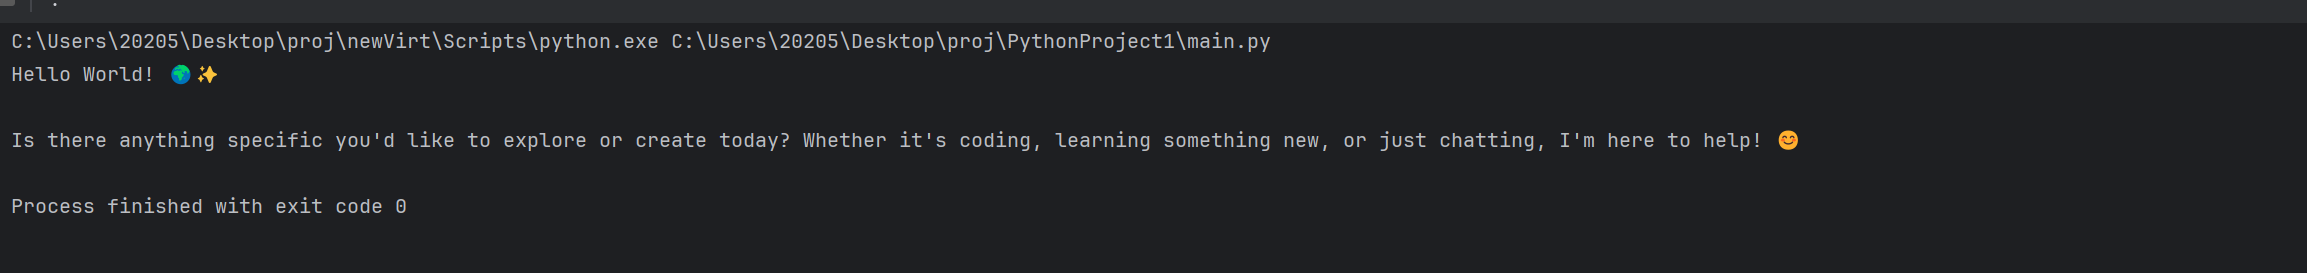 C:\Users\20205\Desktop\proj\newVirt\Scripts\python.exe C:\Users\20205\Desktop\proj\PythonProject1\main.py
Hello World! 🌍✨
Is there anything specific you'd like to explore or create today? Whether it's coding, learning something new, or just chatting, I'm here to help! 😊
Process finished with exit code 0